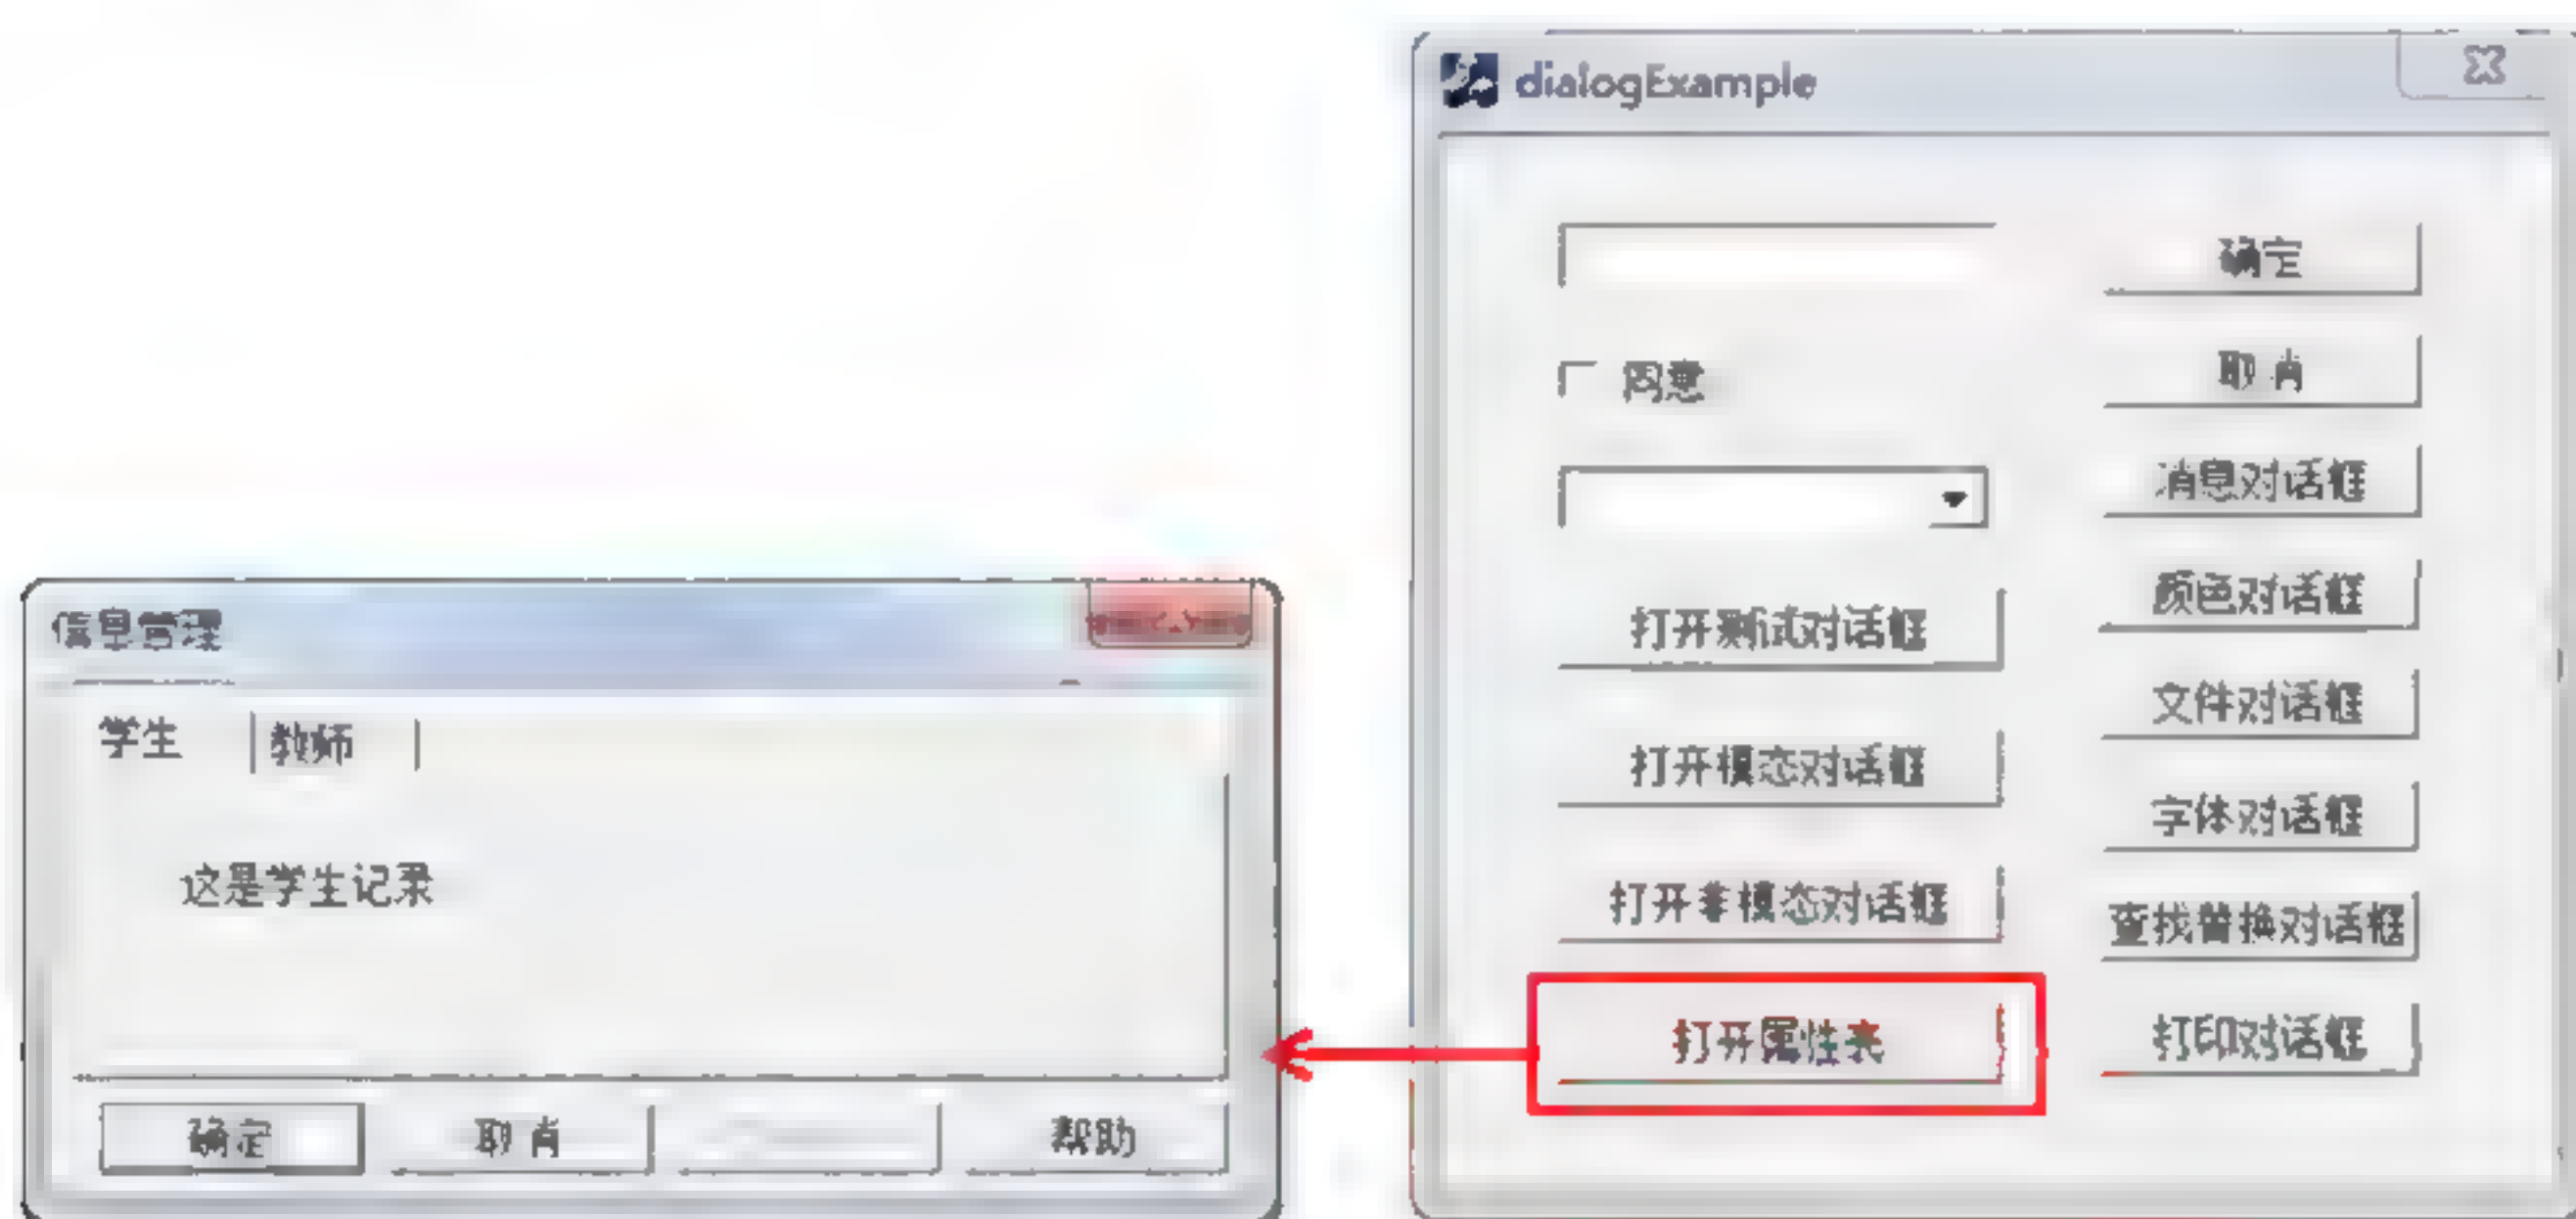 dialogExample
确定
同意
取消
消息对话框
打开测试对话框
颜色对话框
文件对话框
打开模态对话框
字体对话框
打开非模态对话框
查找替换对话框
打开属性表
打印对话框
信息管理
学生 教师
这是学生记录
确定 取消 帮助